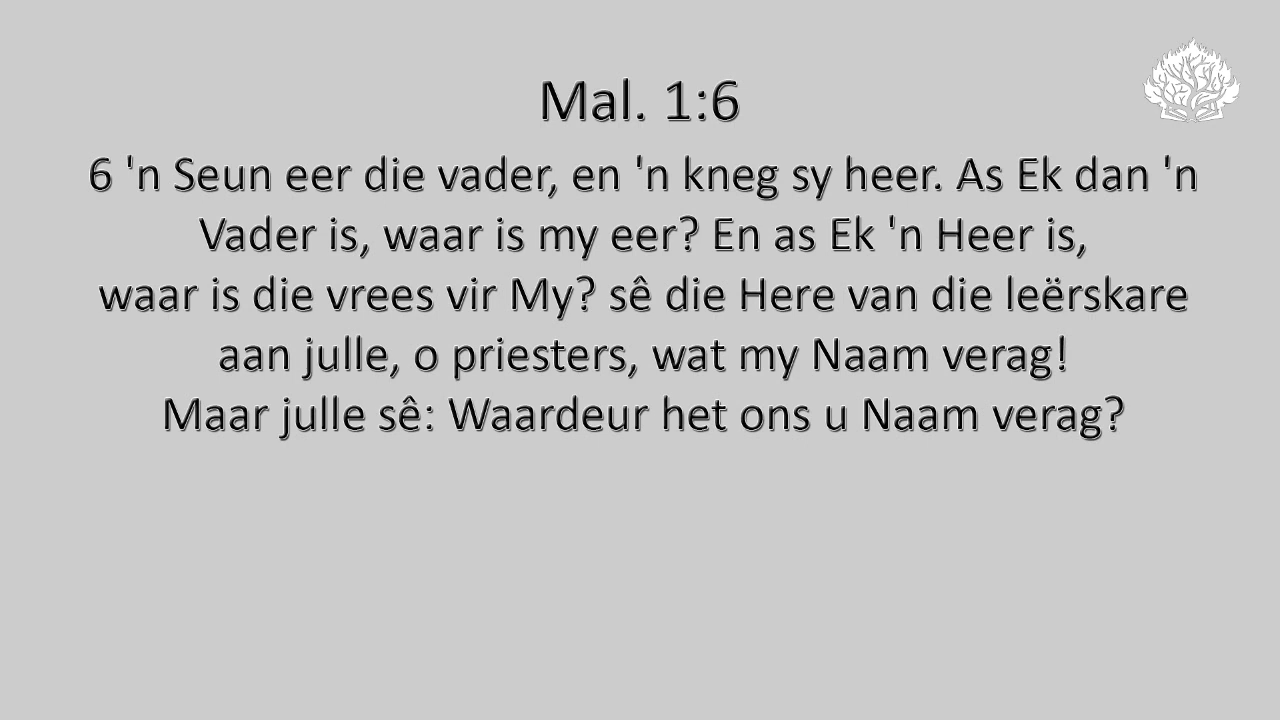 Mal. 1:6
6 'n Seun eer die vader, en 'n kneg sy heer. As Ek dan 'n
Vader is, waar is my eer? En as Ek 'n Heer is,
waar is die vrees vir My? sê die Here van die leërskare
aan julle, o priesters, wat my Naam verag!
Maar julle sê: Waardeur het ons u Naam verag?